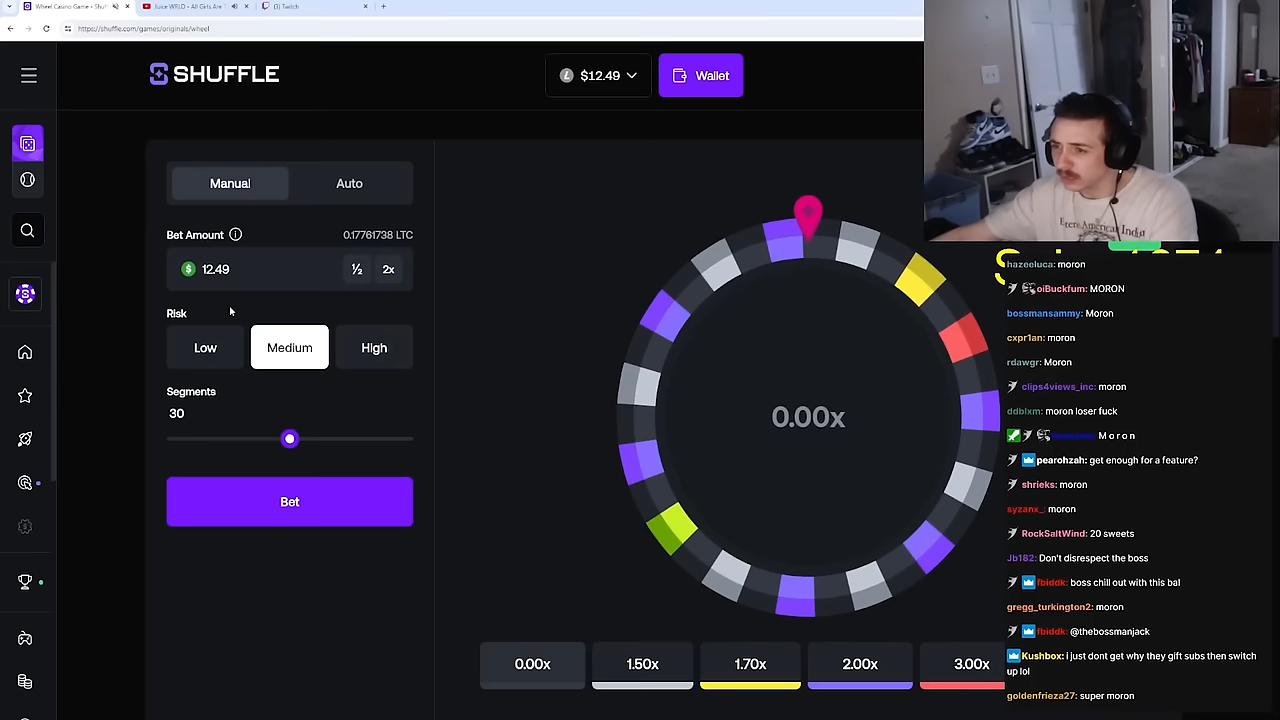 Wheel Casino Game • Shuf
Juice WRLD - All Girls Are T
(3) Twitch
https://shuffle.com/games/originals/wheel
SHUFFLE
$12.49
Wallet
Manual
Auto
Bet Amount
0.17761738 LTC
12.49
½
2x
Risk
Low
Medium
High
Segments
30
Bet
0.00x
0.00x
1.50x
1.70x
2.00x
3.00x
hazeeluca: moron
oiBuckfum: MORON
bossmansammy: Moron
cxpr1an: moron
rdawgr: Moron
clips4views_inc: moron
ddblxm: moron loser fuck
M o r o n
pearohzah: get enough for a feature?
shrieks: moron
syzanx_: moron
RockSaltWind: 20 sweets
Jb182: Don't disrespect the boss
fbiddk: boss chill out with this bal
gregg_turkington2: moron
fbiddk: @thebossmanjack
Kushbox: i just dont get why they gift subs then switch
up lol
goldenfrieza27: super moron